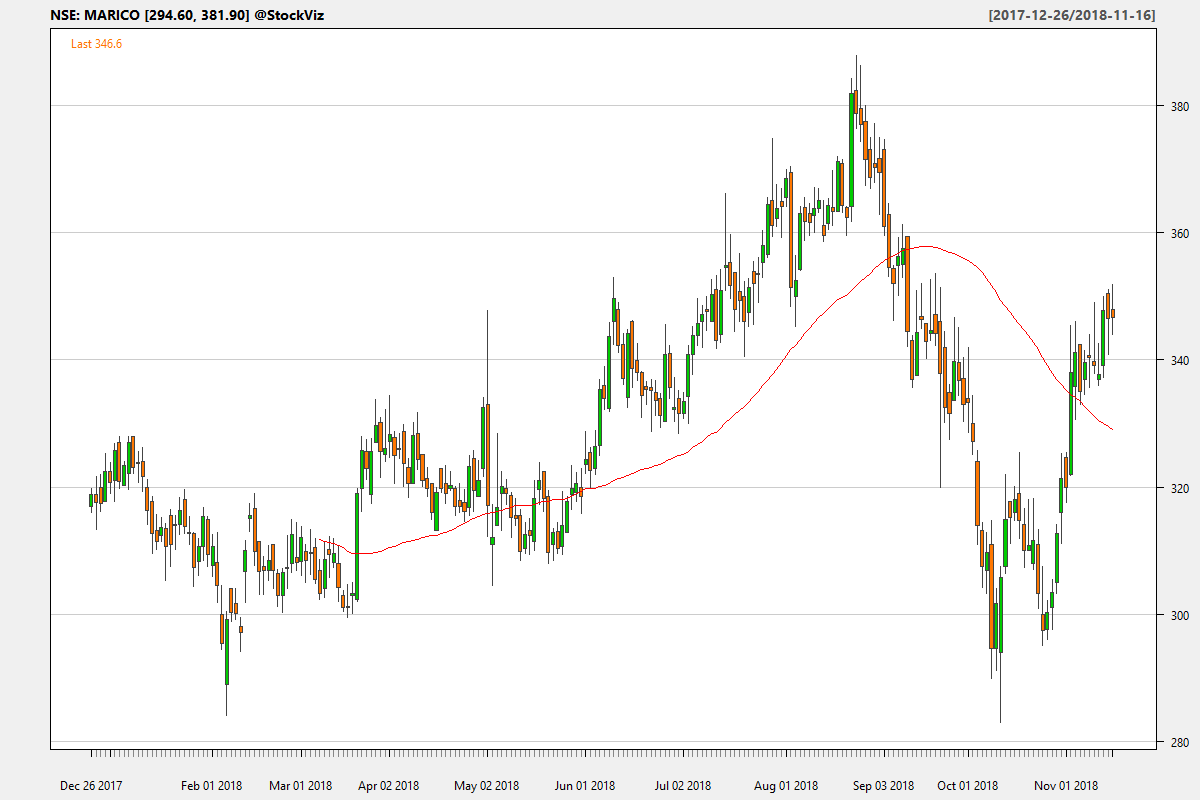 NSE: MARICO [294.60, 381.90] @StockViz
[2017-12-26/2018-11-16]
Last 346.6
380
360
340
320
300
280
Dec 26 2017
Feb 01 2018
Mar 01 2018
Apr 02 2018
May 02 2018
Jun 01 2018
Jul 02 2018
Aug 01 2018
Sep 03 2018
Oct 01 2018
Nov 01 2018